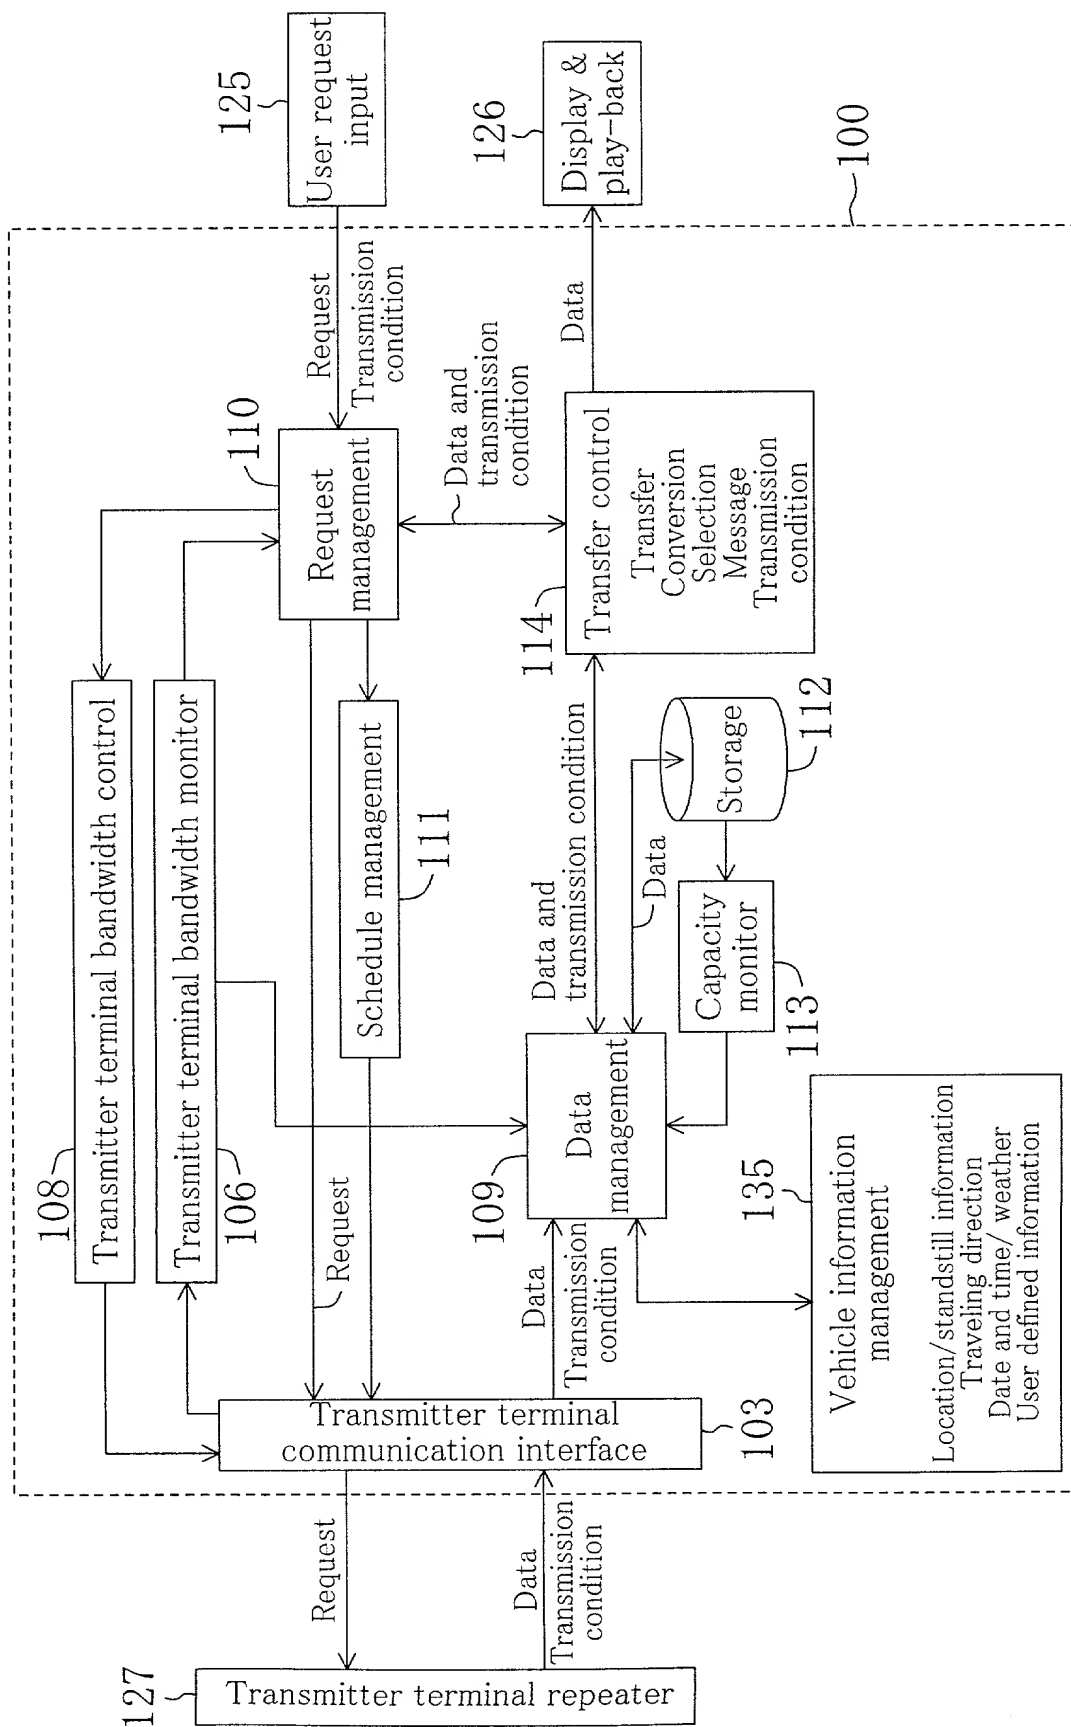 127
Transmitter terminal repeater
Request
Data
Transmission
condition
108
Transmitter terminal bandwidth control
Transmitter terminal bandwidth monitor
106
Request
Schedule management
111
Transmitter terminal
communication interface
103
Data
Transmission
condition
109
Data
management
135
Vehicle information
management
Location/standstill information
Traveling direction
Date and time/ weather
User defined information
Data and
transmission condition
Data
Capacity
monitor
113
Storage
112
110
Request
management
Data and
transmission
condition
114
Transfer control
Transfer
Conversion
Selection
Message
Transmission
condition
Request
Transmission
condition
Data
125
User request
input
126
Display &
play-back
100